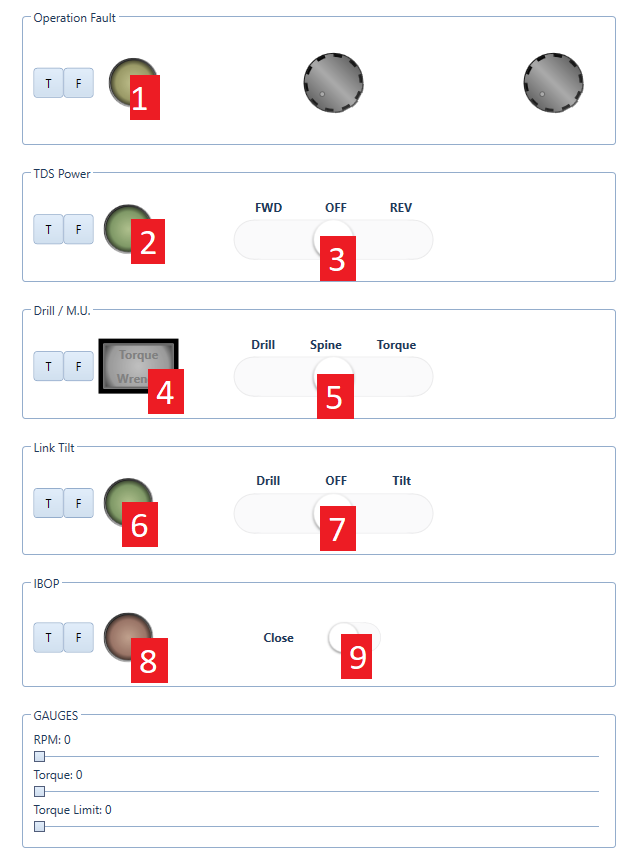 Operation Fault
T F
1
TDS Power
FWD OFF REV
T F
2
3
Drill / M.U.
Drill Spine Torque
T F
Torque
4
5
Link Tilt
Drill OFF Tilt
T F
6
7
IBOP
T F
Close
8
9
GAUGES
RPM: 0
Torque: 0
Torque Limit: 0